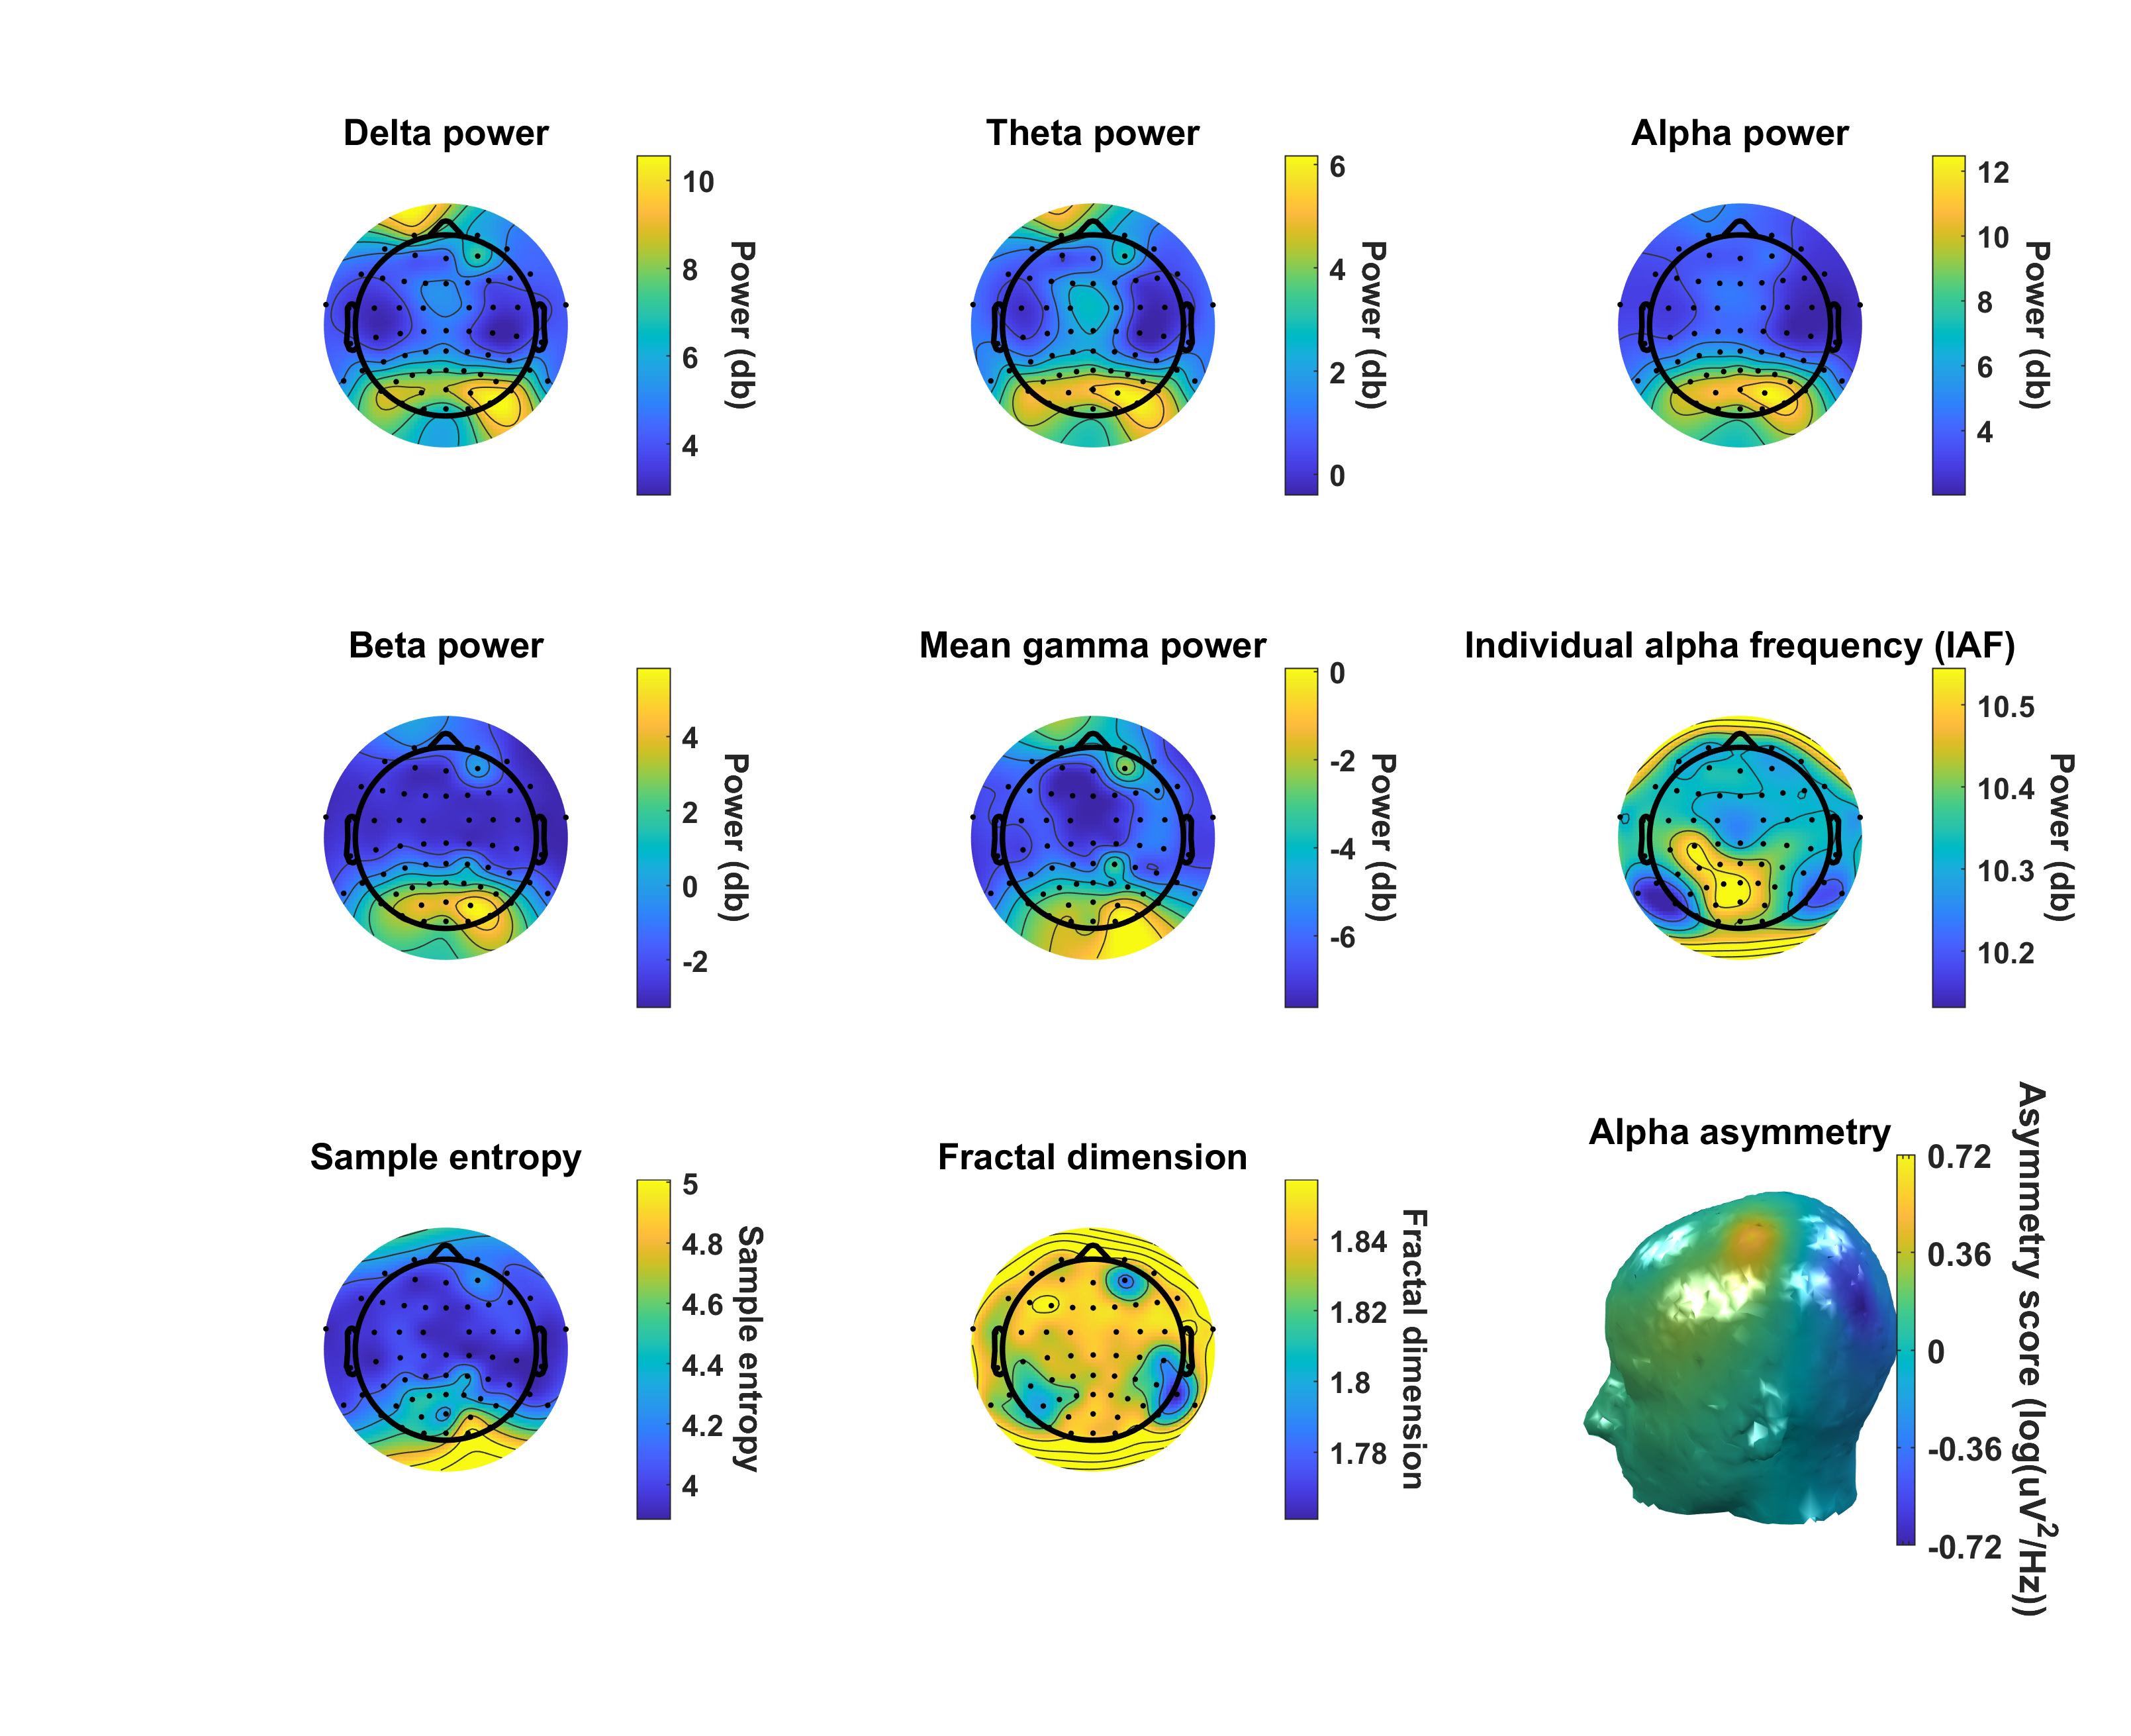 Delta power
10
8
6
4
Power (db)
Theta power
6
4
2
0
Power (db)
Alpha power
12
10
8
6
4
Power (db)
Beta power
4
2
0
-2
Power (db)
Mean gamma power
0
-2
-4
-6
Power (db)
Individual alpha frequency (IAF)
10.5
10.4
10.3
10.2
Power (db)
Sample entropy
5
4.8
4.6
4.4
4.2
4
Sample entropy
Fractal dimension
1.84
1.82
1.8
1.78
Fractal dimension
Alpha asymmetry
0.72
0.36
0
-0.36
-0.72
Asymmetry score (log(uV²/Hz))